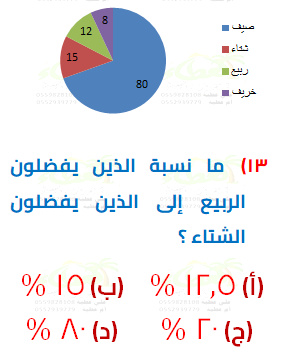 8
12
15
80
صيف
شتاء
ربيع
خريف
١٣) ما نسبة الذين يفضلون
الربيع إلى الذين يفضلون
الشتاء ؟
(أ) ١٢,٥ % (ب) ١٥ %
(ج) ٢٠ % (د) ٨٠ %